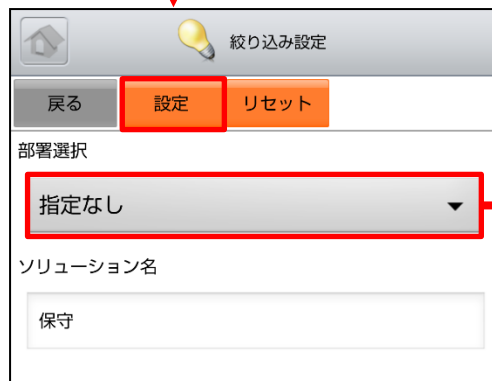 絞り込み設定
戻る 設定 リセット
部署選択
指定なし
ソリューション名
保守